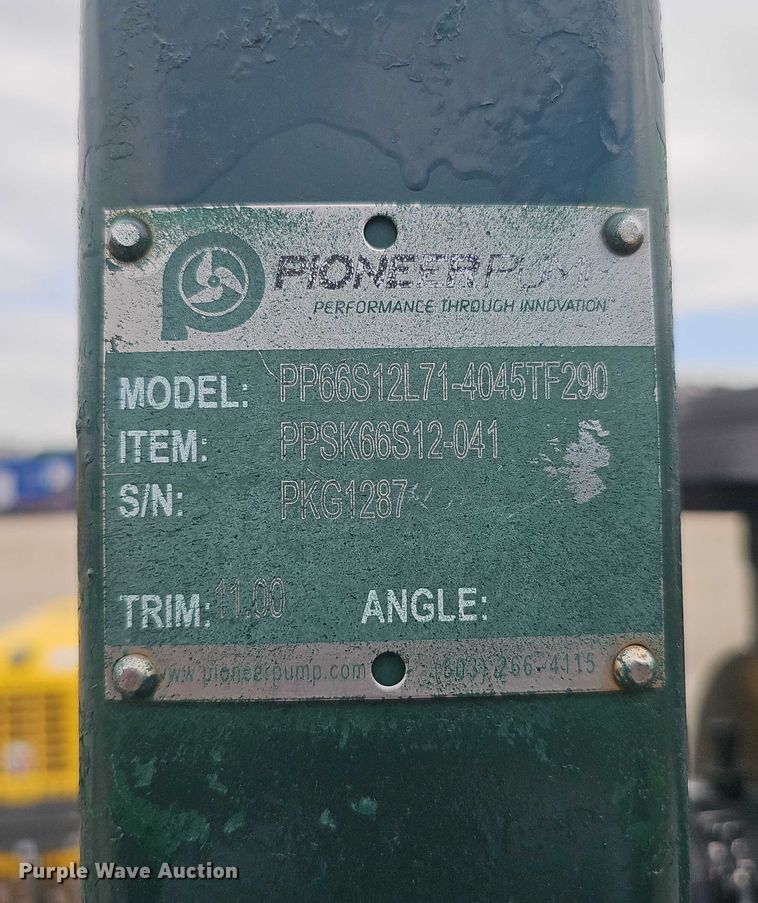 PIONEERPUMP
PERFORMANCE THROUGH INNOVATION
MODEL: PP66S12L71-4045TF290
ITEM: PPSK66S12-041
S/N: PKG1287
TRIM: 11.00 ANGLE:
www.pioneerpump.com (503) 266-4115
Purple Wave Auction